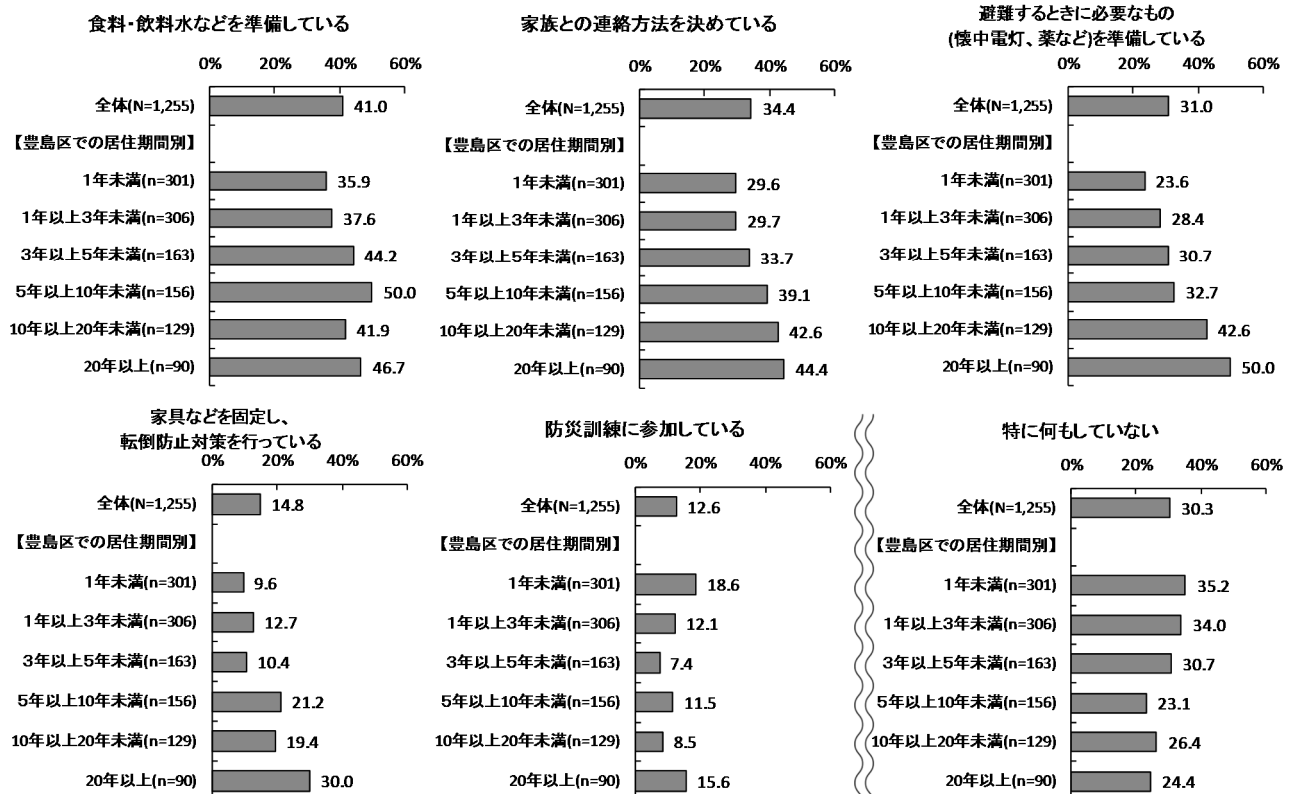 食料・飲料水などを準備している
0% 20% 40% 60%
全体(N=1,255) 41.0
【豊島区での居住期間別】
1年未満(n=301) 35.9
1年以上3年未満(n=306) 37.6
3年以上5年未満(n=163) 44.2
5年以上10年未満(n=156) 50.0
10年以上20年未満(n=129) 41.9
20年以上(n=90) 46.7
家族との連絡方法を決めている
0% 20% 40% 60%
全体(N=1,255) 34.4
【豊島区での居住期間別】
1年未満(n=301) 29.6
1年以上3年未満(n=306) 29.7
3年以上5年未満(n=163) 33.7
5年以上10年未満(n=156) 39.1
10年以上20年未満(n=129) 42.6
20年以上(n=90) 44.4
避難するときに必要なもの
(懐中電灯、薬など)を準備している
0% 20% 40% 60%
全体(N=1,255) 31.0
【豊島区での居住期間別】
1年未満(n=301) 23.6
1年以上3年未満(n=306) 28.4
3年以上5年未満(n=163) 30.7
5年以上10年未満(n=156) 32.7
10年以上20年未満(n=129) 42.6
20年以上(n=90) 50.0
家具などを固定し、
転倒防止対策を行っている
0% 20% 40% 60%
全体(N=1,255) 14.8
【豊島区での居住期間別】
1年未満(n=301) 9.6
1年以上3年未満(n=306) 12.7
3年以上5年未満(n=163) 10.4
5年以上10年未満(n=156) 21.2
10年以上20年未満(n=129) 19.4
20年以上(n=90) 30.0
防災訓練に参加している
0% 20% 40% 60%
全体(N=1,255) 12.6
【豊島区での居住期間別】
1年未満(n=301) 18.6
1年以上3年未満(n=306) 12.1
3年以上5年未満(n=163) 7.4
5年以上10年未満(n=156) 11.5
10年以上20年未満(n=129) 8.5
20年以上(n=90) 15.6
特に何もしていない
0% 20% 40% 60%
全体(N=1,255) 30.3
【豊島区での居住期間別】
1年未満(n=301) 35.2
1年以上3年未満(n=306) 34.0
3年以上5年未満(n=163) 30.7
5年以上10年未満(n=156) 23.1
10年以上20年未満(n=129) 26.4
20年以上(n=90) 24.4